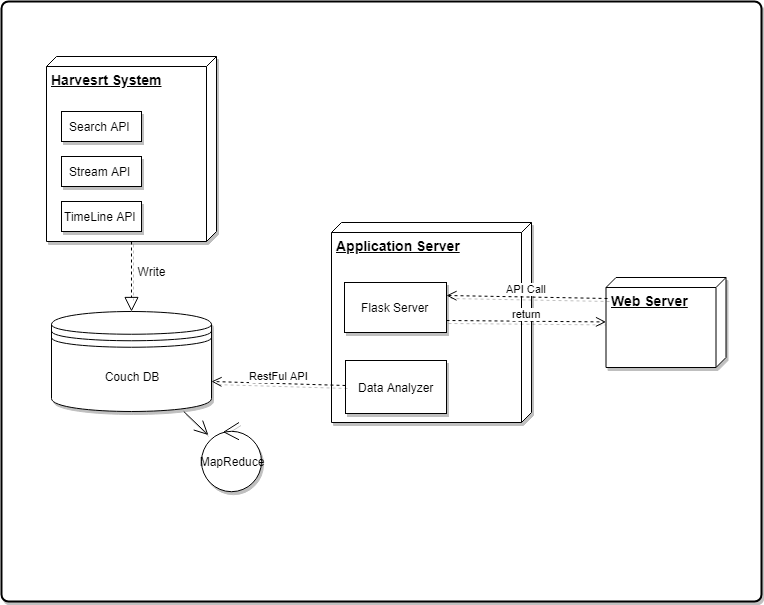 Harvesrt System
Search API
Stream API
TimeLine API
Write
Application Server
Flask Server
API Call
return
Web Server
Couch DB
RestFul API
Data Analyzer
MapReduce